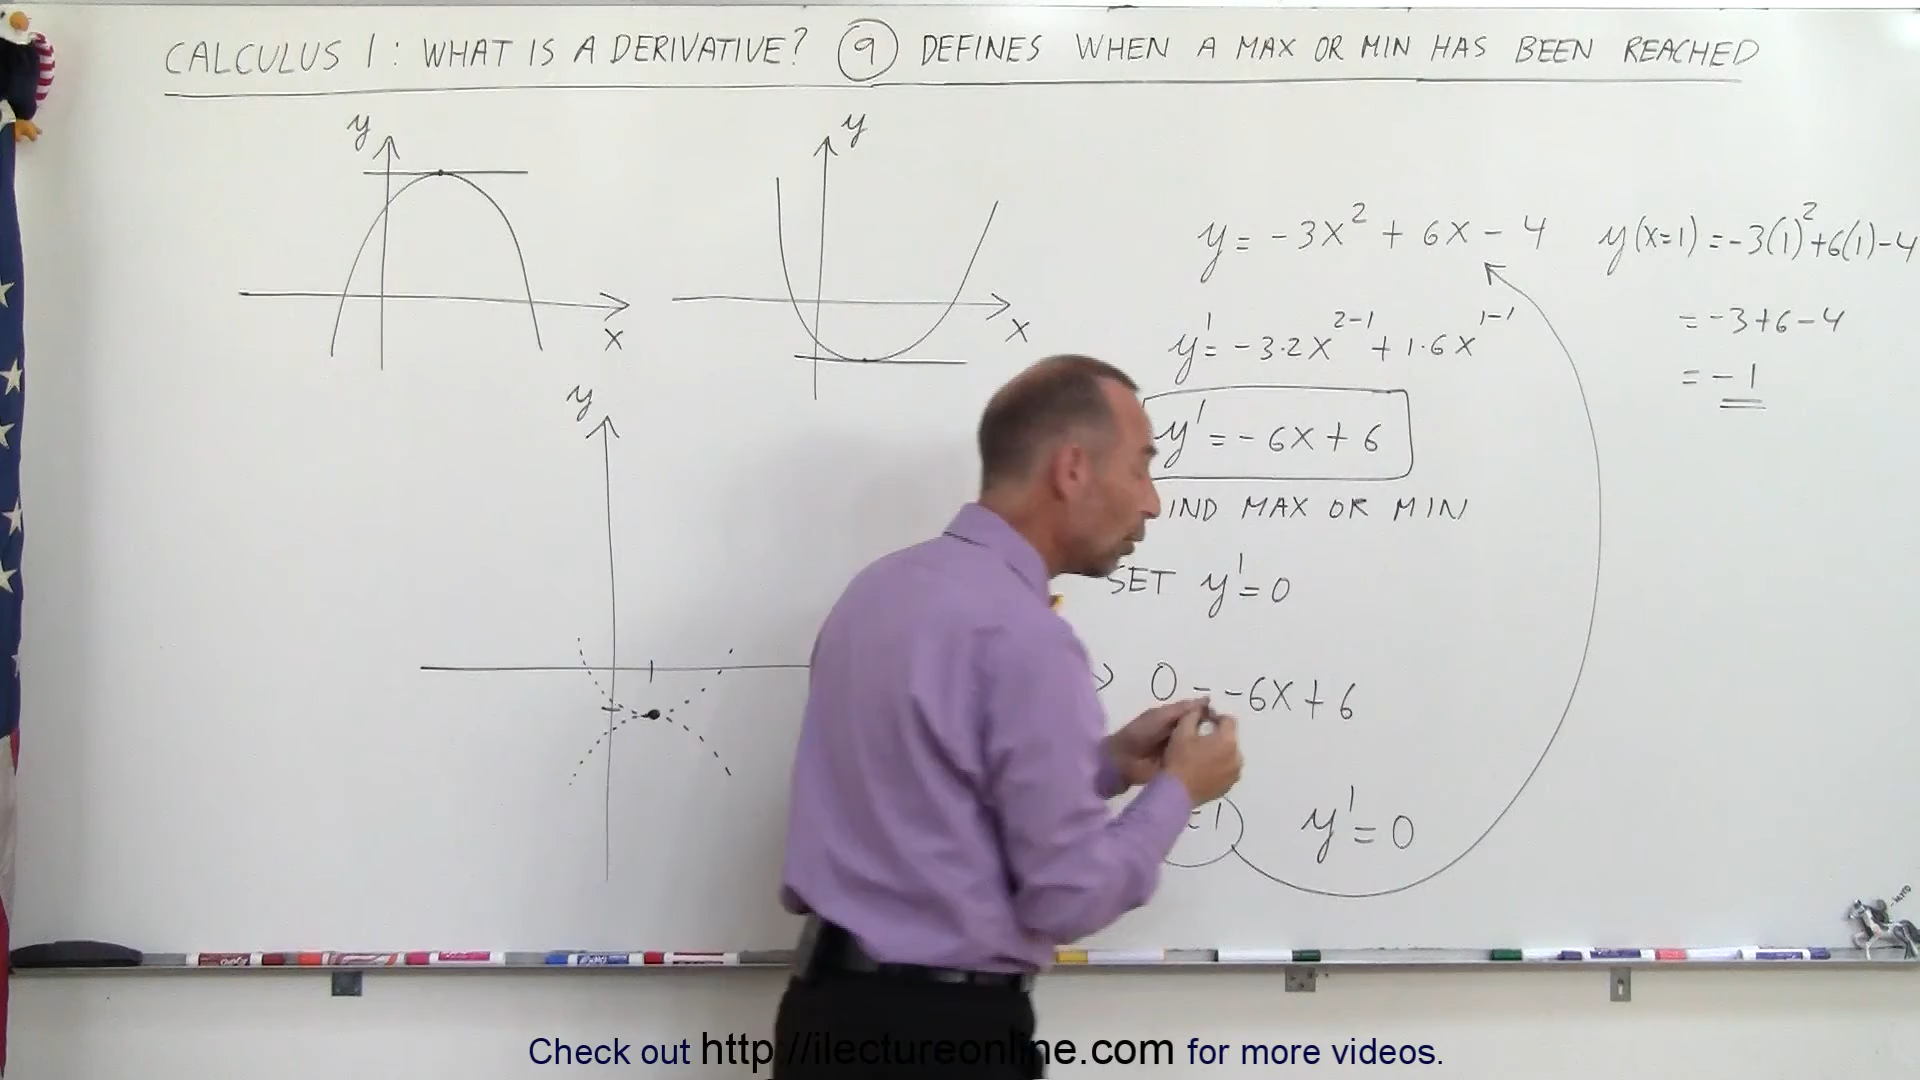 CALCULUS 1: WHAT IS A DERIVATIVE? 9 DEFINES WHEN A MAX OR MIN HAS BEEN REACHED
y
x
y
x
y
y = -3x² + 6x - 4
y' = -3·2x^(2-1) + 1·6x^(1-1)
y' = -6x + 6
IND MAX OR MIN
SET y' = 0
0 = -6x + 6
= 1
y' = 0
y(x=1) = -3(1)² + 6(1) - 4
= -3 + 6 - 4
= -1
Check out http://ilectureonline.com for more videos.